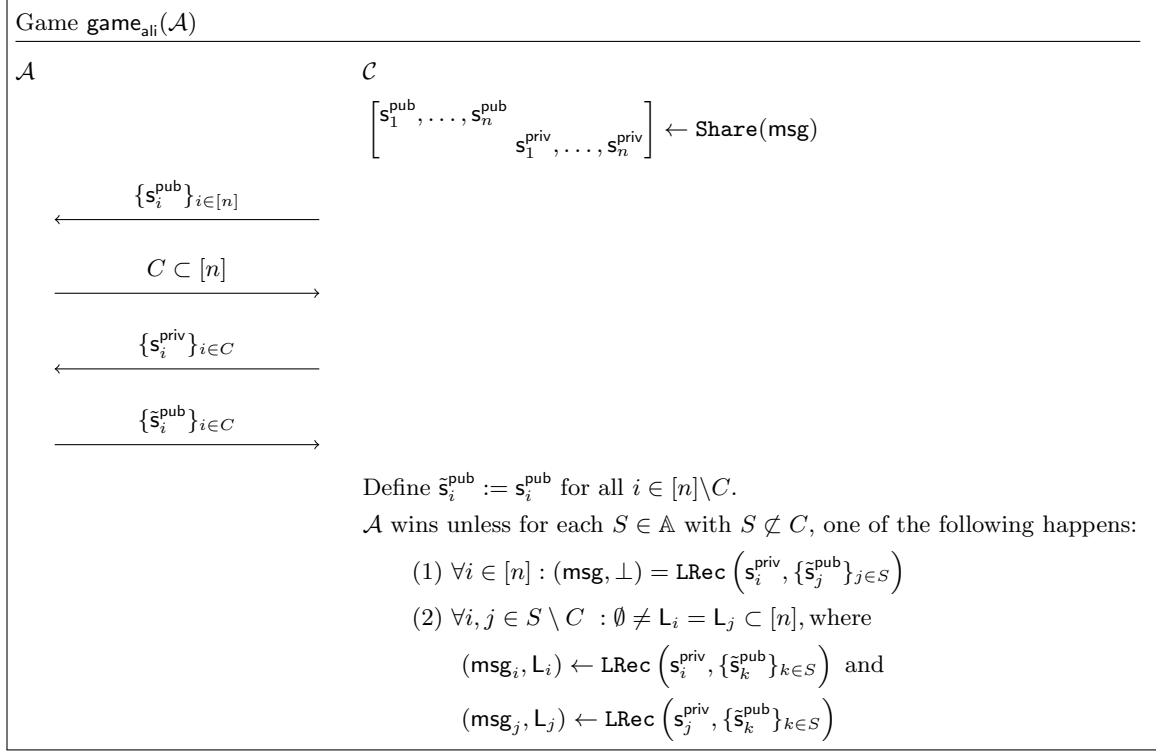 Game game_ali(𝒜)
𝒜 𝒞
[s_1^pub, …, s_n^pub
s_1^priv, …, s_n^priv] ← Share(msg)
{s_i^pub}_{i∈[n]}
C ⊂ [n]
{s_i^priv}_{i∈C}
{s̃_i^pub}_{i∈C}
Define s̃_i^pub := s_i^pub for all i ∈ [n]\C.
𝒜 wins unless for each S ∈ 𝔸 with S ⊄ C, one of the following happens:
(1) ∀i ∈ [n] : (msg, ⊥) = LRec(s_i^priv, {s̃_j^pub}_{j∈S})
(2) ∀i, j ∈ S \ C : ∅ ≠ L_i = L_j ⊂ [n], where
(msg_i, L_i) ← LRec(s_i^priv, {s̃_k^pub}_{k∈S}) and
(msg_j, L_j) ← LRec(s_j^priv, {s̃_k^pub}_{k∈S})